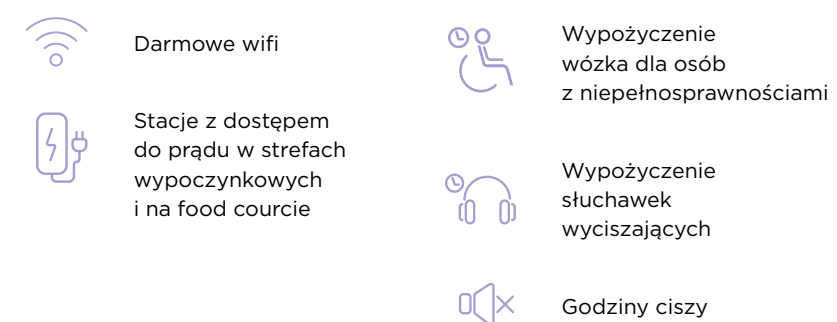 Darmowe wifi
Stacje z dostępem
do prądu w strefach
wypoczynkowych
i na food courcie
Wypożyczenie
wózka dla osób
z niepełnosprawnościami
Wypożyczenie
słuchawek
wyciszających
Godziny ciszy